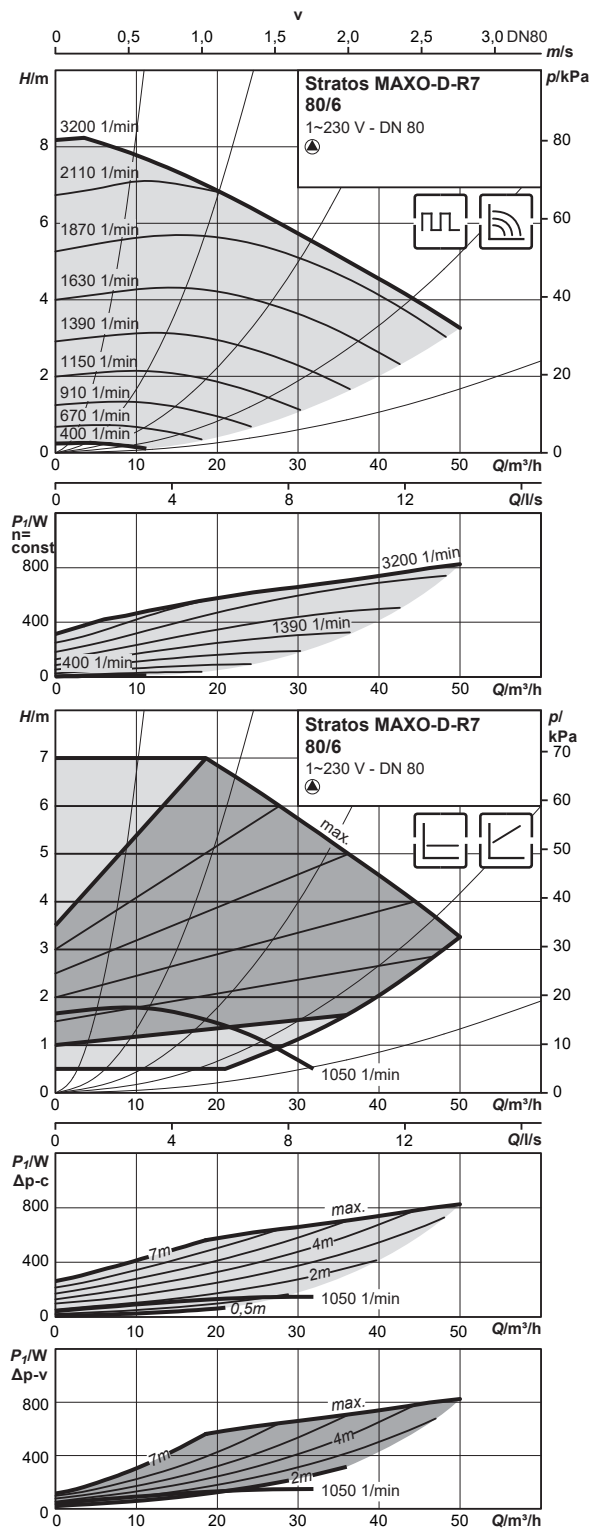 v
0 0,5 1,0 1,5 2,0 2,5 3,0 DN80
m/s
H/m
p/kPa
Stratos MAXO-D-R7
80/6
1~230 V - DN 80
3200 1/min
8
80
2110 1/min
6
60
1870 1/min
1630 1/min
4
40
1390 1/min
1150 1/min
2
20
910 1/min
670 1/min
400 1/min
0
0
0 10 20 30 40 50 Q/m³/h
0 4 8 12 Q/l/s
P₁/W
n=
const
3200 1/min
800
400
1390 1/min
400 1/min
0
0 10 20 30 40 50 Q/m³/h
H/m
p/
kPa
Stratos MAXO-D-R7
80/6
1~230 V - DN 80
7
70
6
60
max.
5
50
4
40
3
30
2
20
1
10
1050 1/min
0
0
0 10 20 30 40 50 Q/m³/h
0 4 8 12 Q/l/s
P₁/W
Δp-c
800
max.
7m
4m
400
2m
1050 1/min
0,5m
0
0 10 20 30 40 50 Q/m³/h
P₁/W
Δp-v
800
max.
7m
4m
400
2m
1050 1/min
0
0 10 20 30 40 50 Q/m³/h